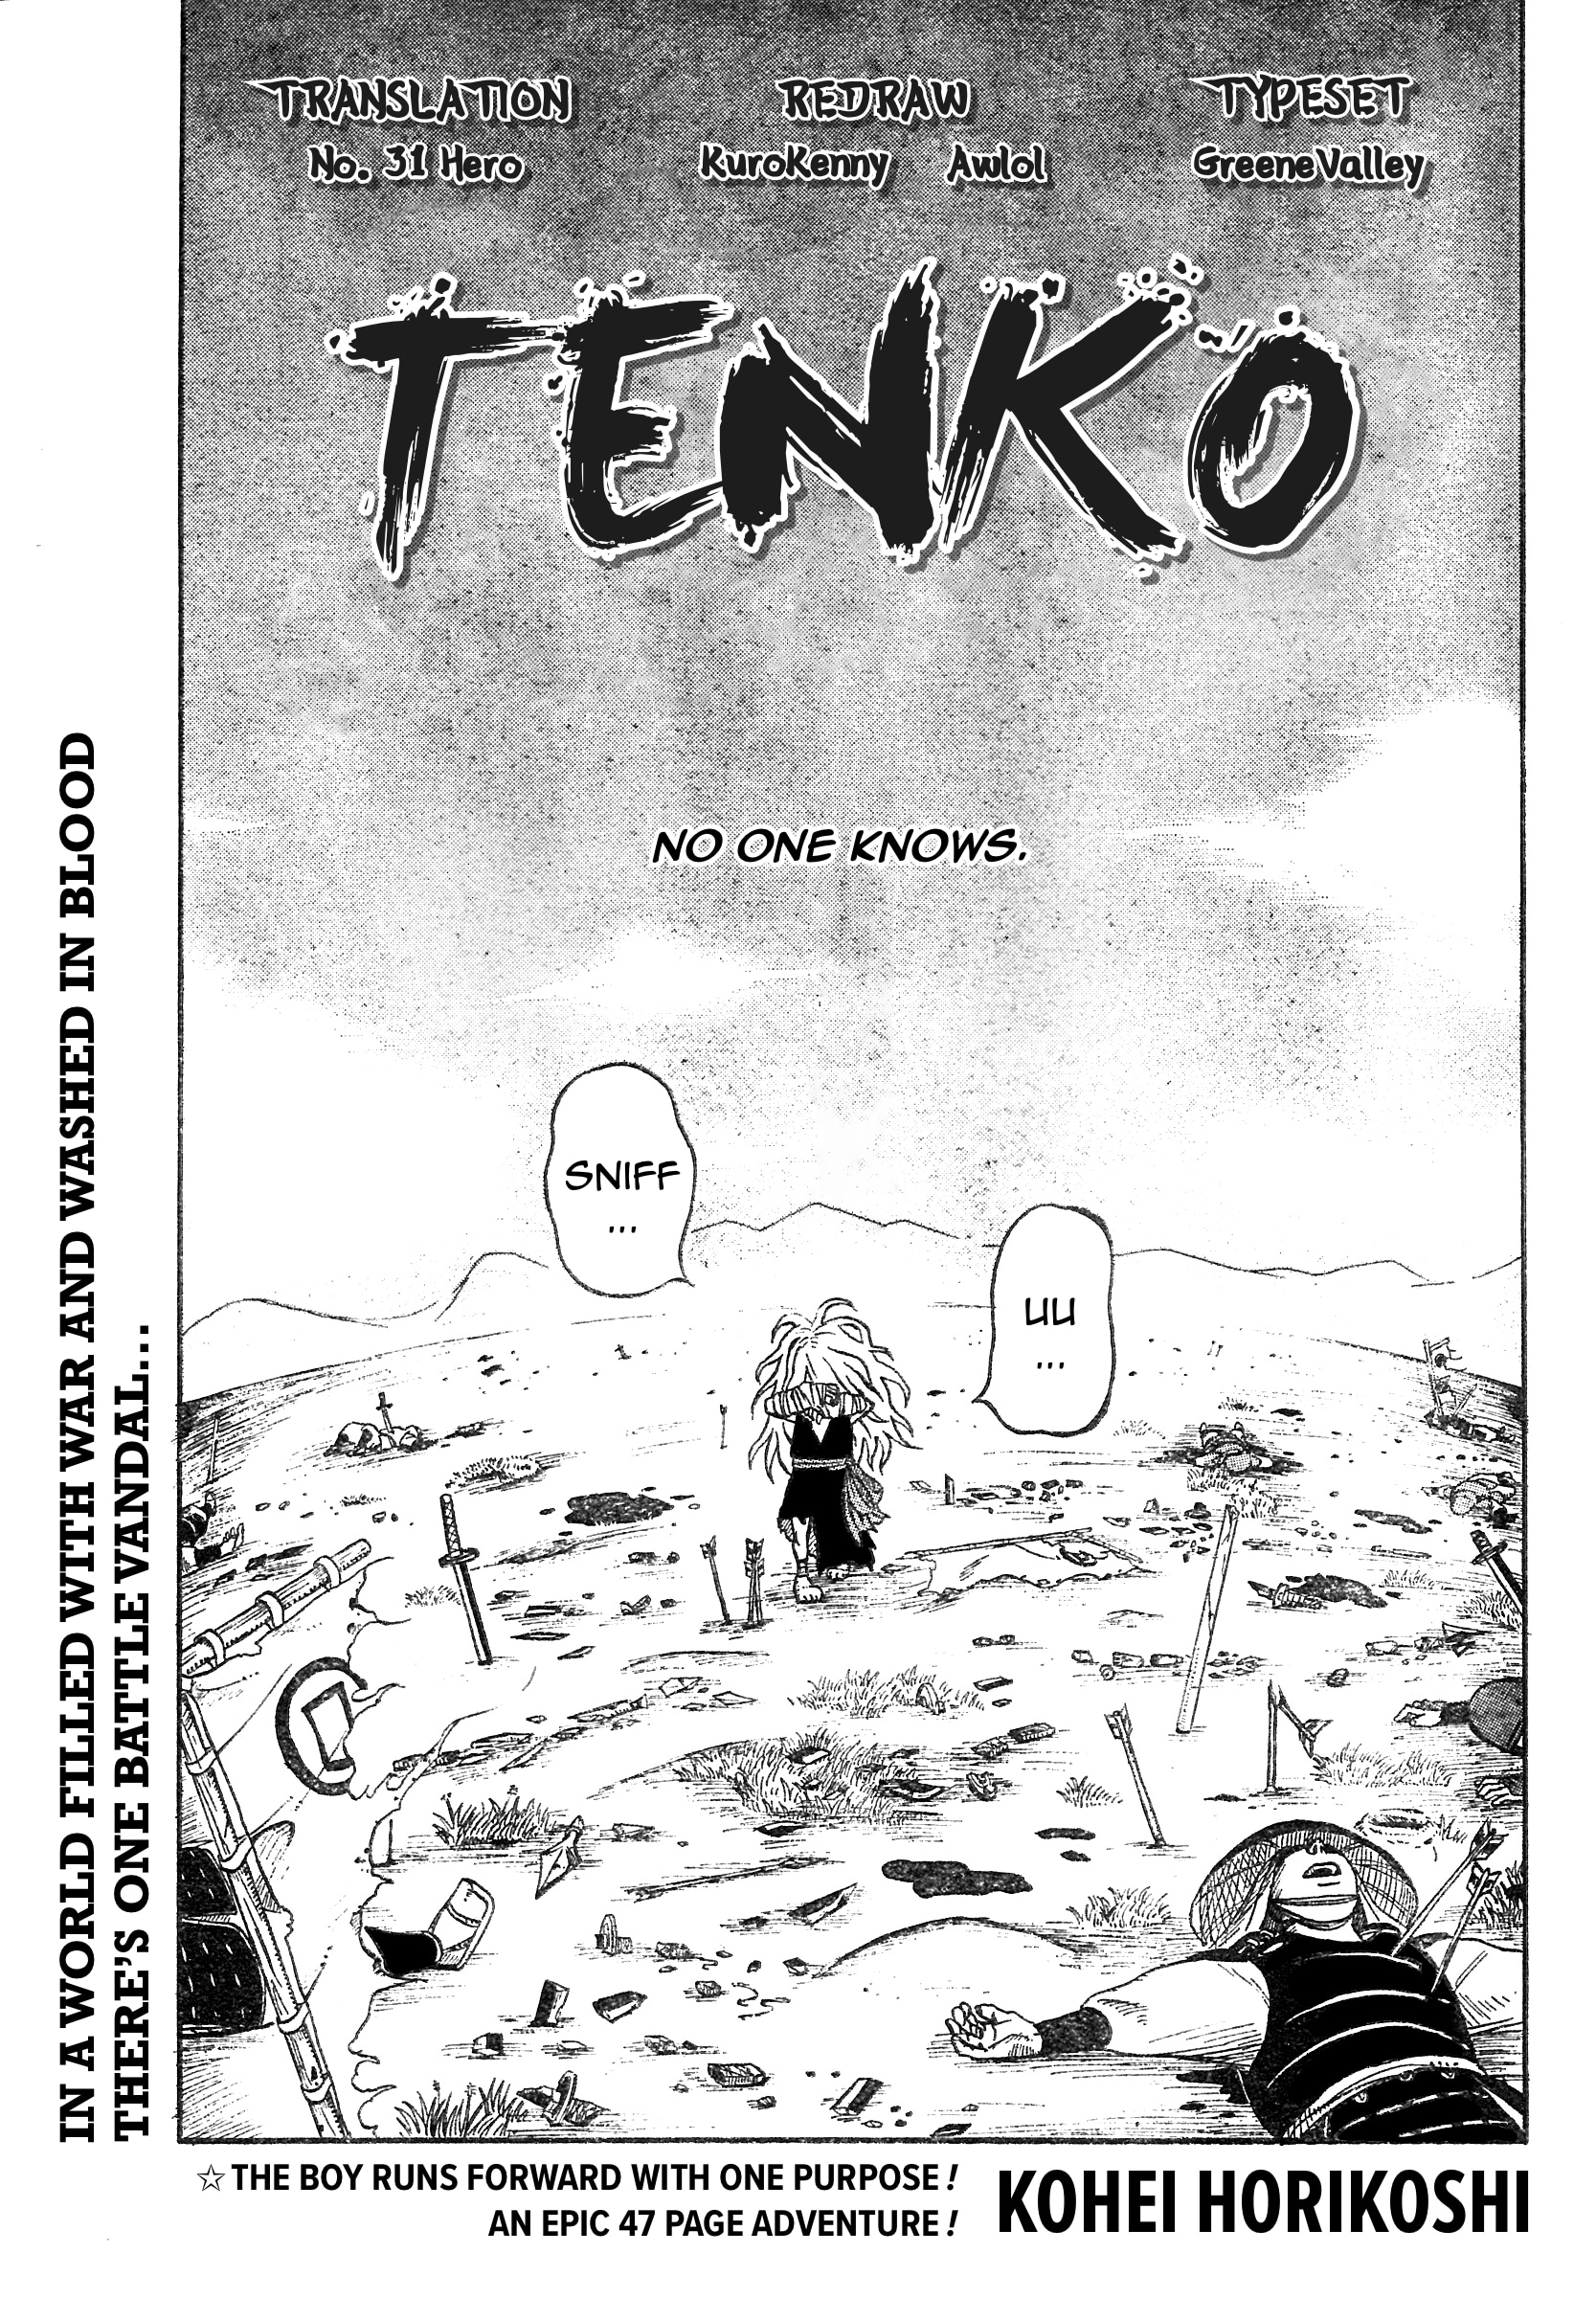 TRANSLATION
No. 31 Hero
REDRAW
KuroKenny Awlol
TYPESET
GreeneValley
TENKO
NO ONE KNOWS.
SNIFF
...
UU
...
IN A WORLD FILLED WITH WAR AND WASHED IN BLOOD
THERE'S ONE BATTLE VANDAL...
☆ THE BOY RUNS FORWARD WITH ONE PURPOSE!
AN EPIC 47 PAGE ADVENTURE!
KOHEI HORIKOSHI